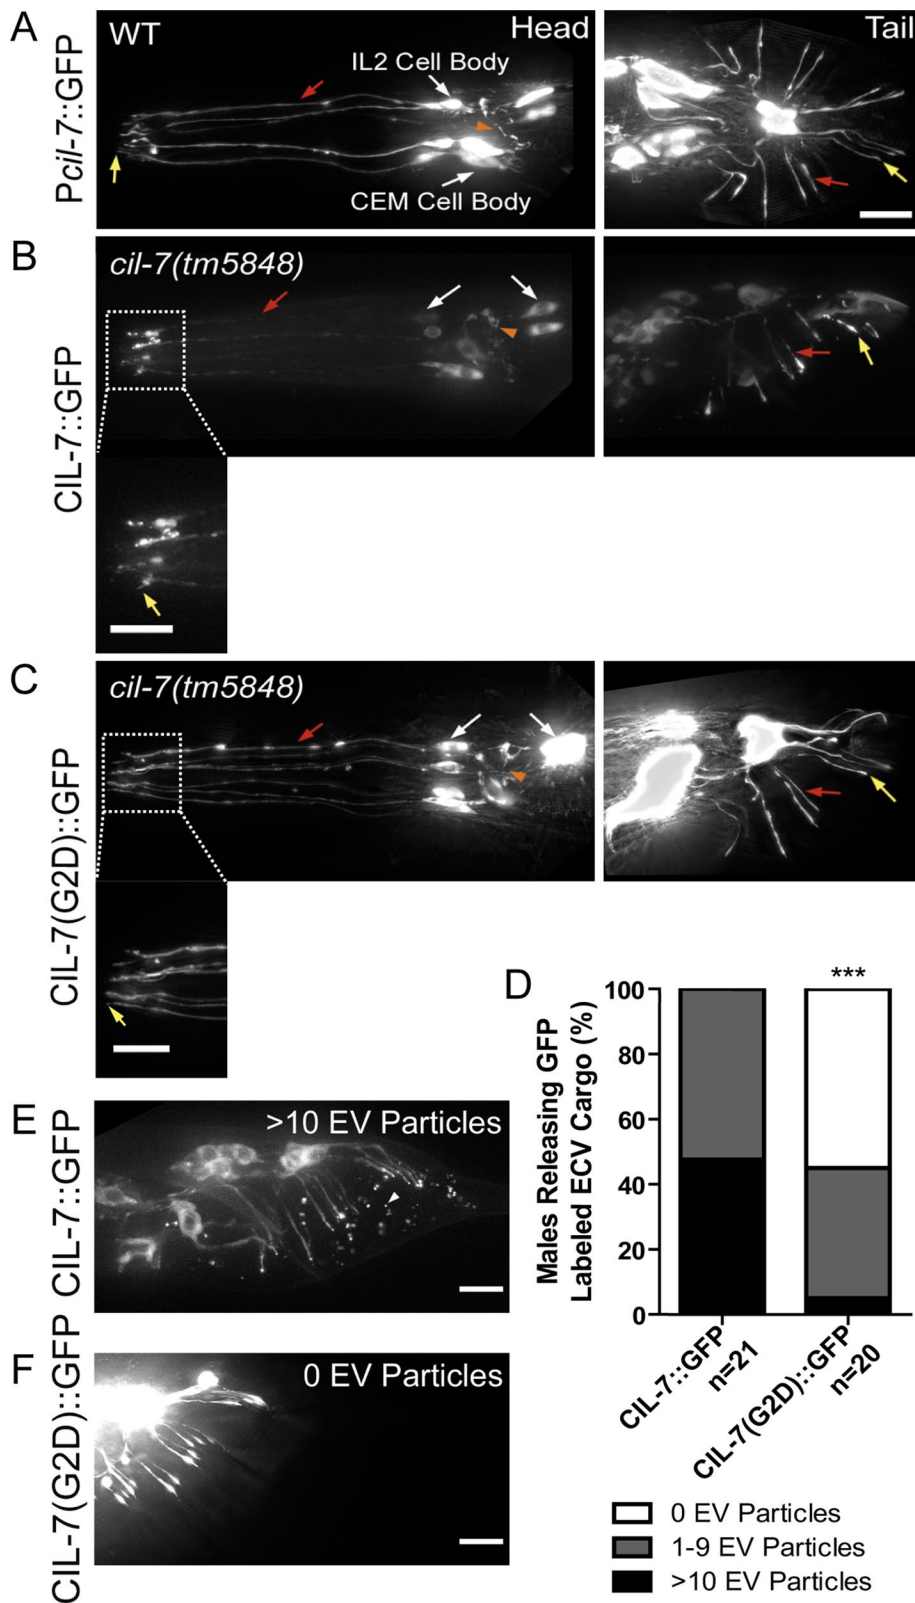 A
Pcil-7::GFP
WT
Head
IL2 Cell Body
CEM Cell Body
Tail
B
CIL-7::GFP
cil-7(tm5848)
C
CIL-7(G2D)::GFP
cil-7(tm5848)
D
***
Males Releasing GFP
Labeled ECV Cargo (%)
100
80
60
40
20
0
CIL-7::GFP
n=21
CIL-7(G2D)::GFP
n=20
0 EV Particles
1-9 EV Particles
>10 EV Particles
E
CIL-7::GFP
>10 EV Particles
F
CIL-7(G2D)::GFP
0 EV Particles